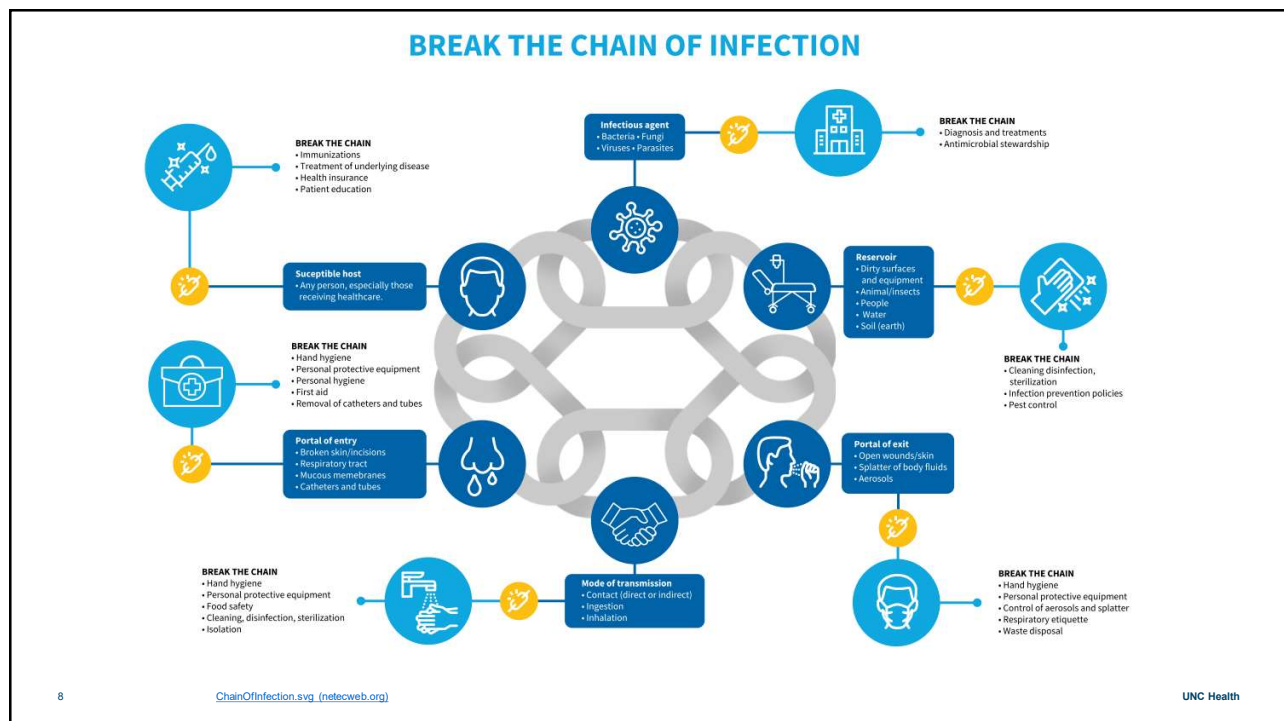 BREAK THE CHAIN OF INFECTION
Infectious agent
• Bacteria • Fungi
• Viruses • Parasites
BREAK THE CHAIN
• Diagnosis and treatments
• Antimicrobial stewardship
BREAK THE CHAIN
• Immunizations
• Treatment of underlying disease
• Health insurance
• Patient education
Suceptible host
• Any person, especially those
receiving healthcare.
Reservoir
• Dirty surfaces
and equipment
• Animal/insects
• People
• Water
• Soil (earth)
BREAK THE CHAIN
• Cleaning disinfection,
sterilization
• Infection prevention policies
• Pest control
BREAK THE CHAIN
• Hand hygiene
• Personal protective equipment
• Personal hygiene
• First aid
• Removal of catheters and tubes
Portal of entry
• Broken skin/incisions
• Respiratory tract
• Mucous memebranes
• Catheters and tubes
Portal of exit
• Open wounds/skin
• Splatter of body fluids
• Aerosols
BREAK THE CHAIN
• Hand hygiene
• Personal protective equipment
• Food safety
• Cleaning, disinfection, sterilization
• Isolation
Mode of transmission
• Contact (direct or indirect)
• Ingestion
• Inhalation
BREAK THE CHAIN
• Hand hygiene
• Personal protective equipment
• Control of aerosols and splatter
• Respiratory etiquette
• Waste disposal
8
ChainOfInfection.svg (netecweb.org)
UNC Health